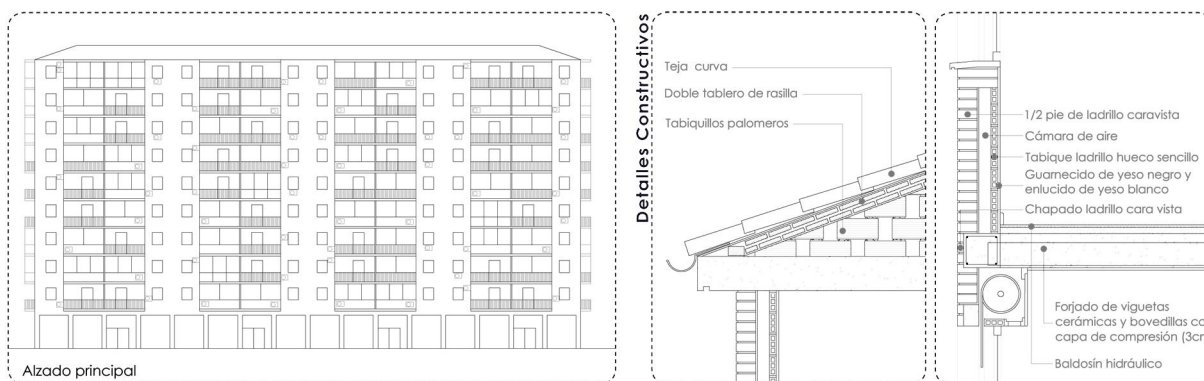 Alzado principal
Detalles Constructivos
Teja curva
Doble tablero de rasilla
Tabiquillos palomeros
1/2 pie de ladrillo caravista
Cámara de aire
Tabique ladrillo hueco sencillo
Guarnecido de yeso negro y
enlucido de yeso blanco
Chapado ladrillo cara vista
Forjado de viguetas
cerámicas y bovedillas co
capa de compresión (3cm
Baldosín hidráulico